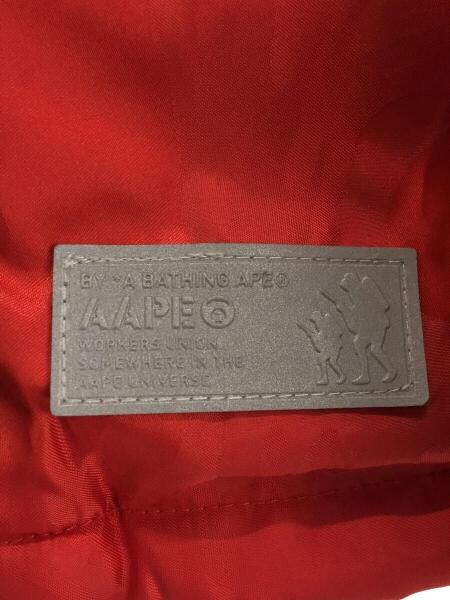 BY *A BATHING APE®
AAPE
WORKERS UNION
SOMEWHERE IN THE
AAPE UNIVERSE